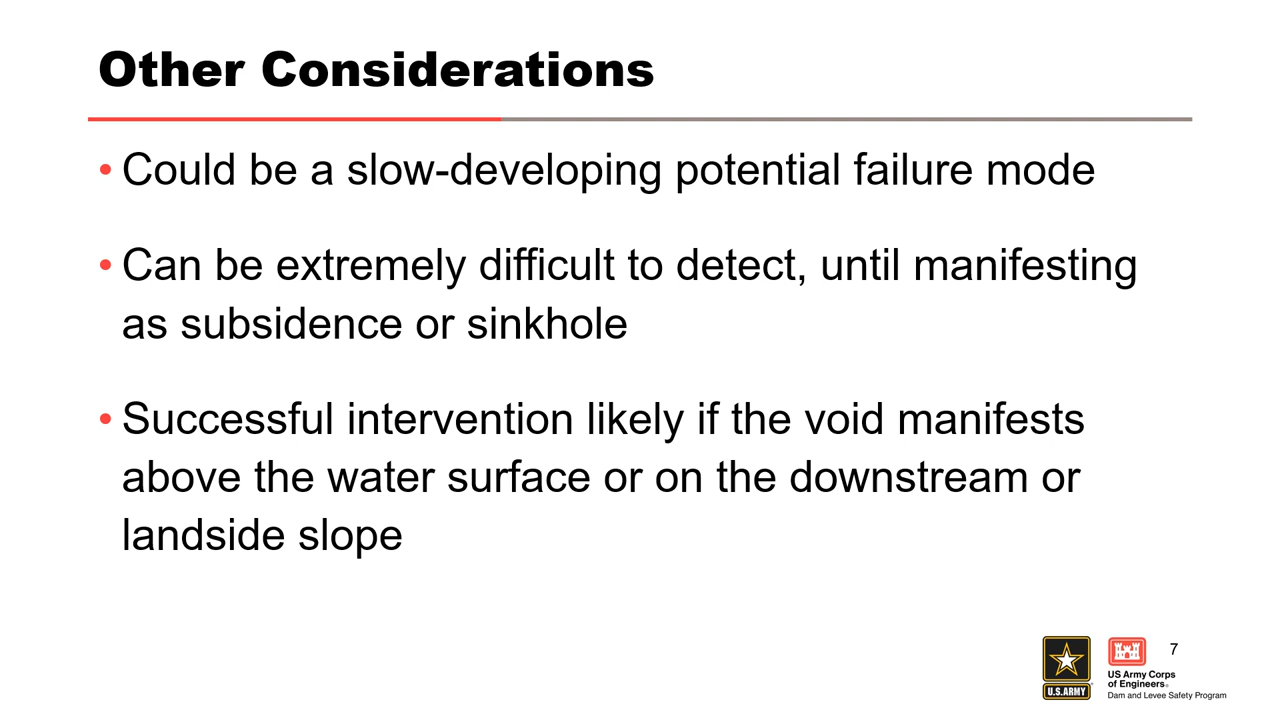 Other Considerations
• Could be a slow-developing potential failure mode
• Can be extremely difficult to detect, until manifesting
as subsidence or sinkhole
• Successful intervention likely if the void manifests
above the water surface or on the downstream or
landside slope
U.S.ARMY
US Army Corps
of Engineers®
Dam and Levee Safety Program
7